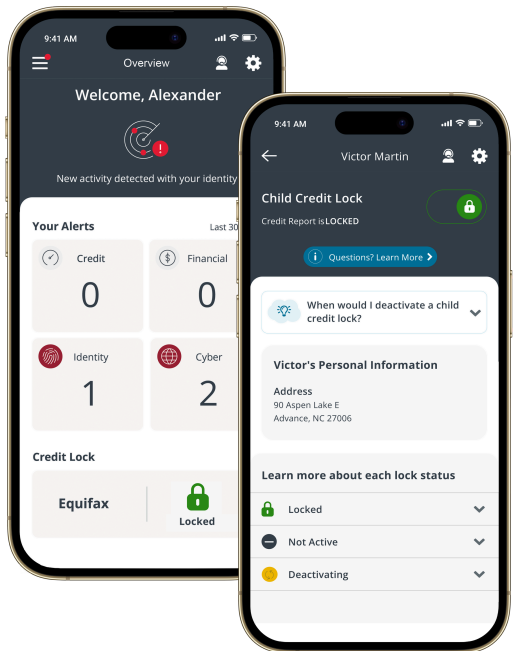 9:41 AM
Overview
Welcome, Alexander
!
New activity detected with your identity
Your Alerts
Last 30
Credit
0
$
Financial
0
Identity
1
Cyber
2
Credit Lock
Equifax
Locked
9:41 AM
Victor Martin
Child Credit Lock
Credit Report is LOCKED
i Questions? Learn More
When would I deactivate a child
credit lock?
Victor's Personal Information
Address
90 Aspen Lake E
Advance, NC 27006
Learn more about each lock status
Locked
Not Active
Deactivating